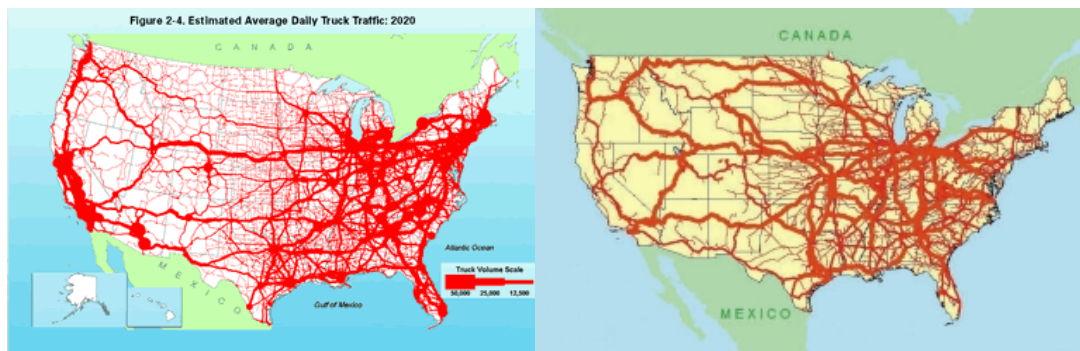 Figure 2-4. Estimated Average Daily Truck Traffic: 2020
CANADA
MEXICO
Atlantic Ocean
Gulf of Mexico
Truck Volume Scale
50,000 25,000 12,500
CANADA
MEXICO